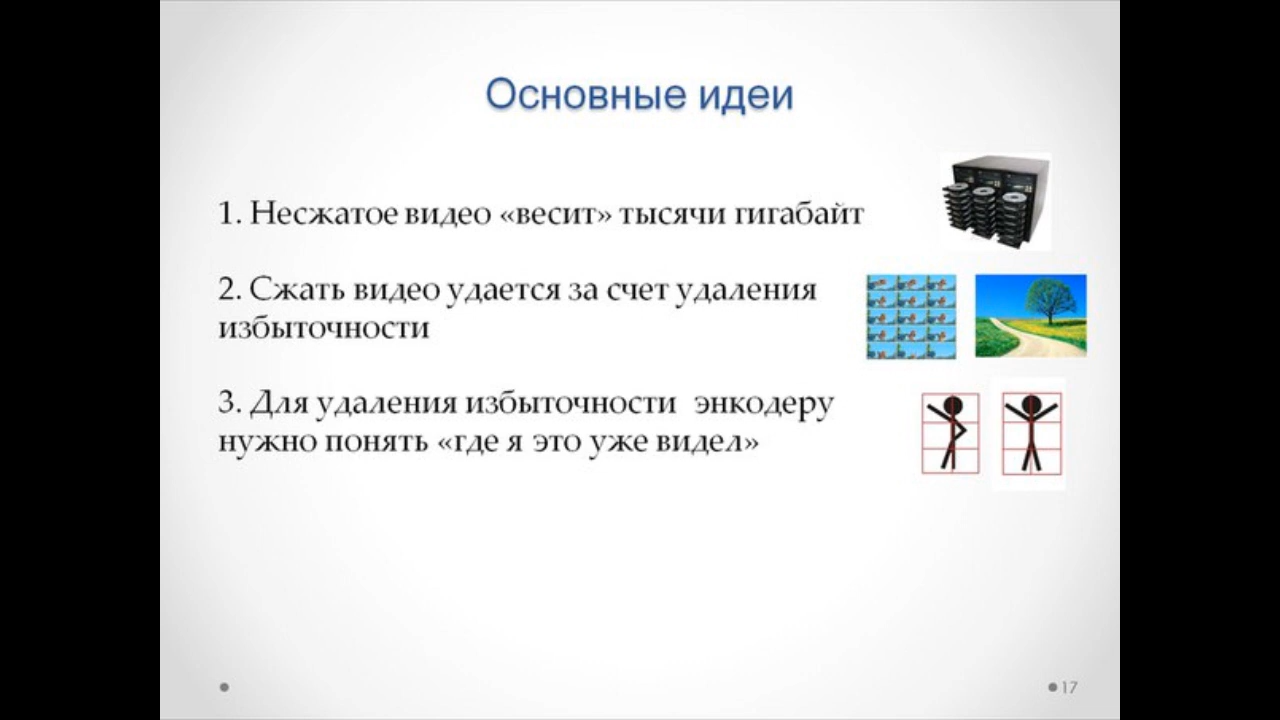 Основные идеи
1. Несжатое видео «весит» тысячи гигабайт
2. Сжать видео удается за счет удаления
избыточности
3. Для удаления избыточности энкодеру
нужно понять «где я это уже видел»
17